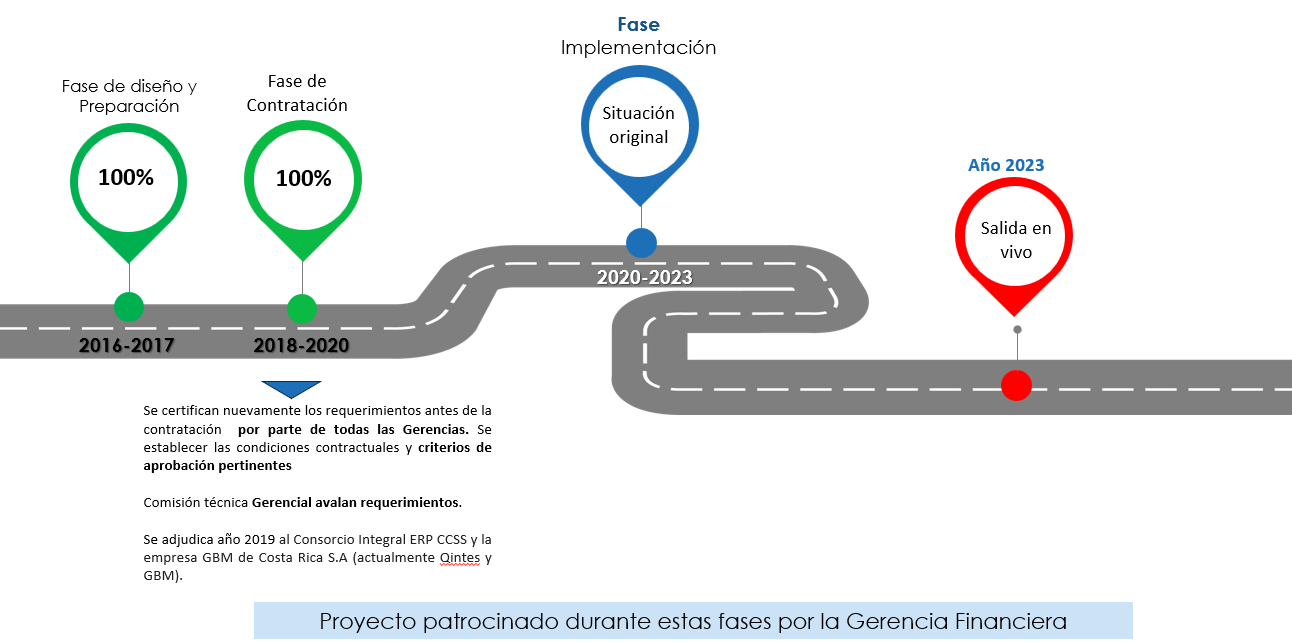 Fase
Implementación
Fase de diseño y
Preparación
Fase de
Contratación
100%
100%
Situación
original
Año 2023
Salida en
vivo
2020-2023
2016-2017
2018-2020
Se certifican nuevamente los requerimientos antes de la
contratación por parte de todas las Gerencias. Se
establecer las condiciones contractuales y criterios de
aprobación pertinentes
Comisión técnica Gerencial avalan requerimientos.
Se adjudica año 2019 al Consorcio Integral ERP CCSS y la
empresa GBM de Costa Rica S.A (actualmente Qintes y
GBM).
Proyecto patrocinado durante estas fases por la Gerencia Financiera